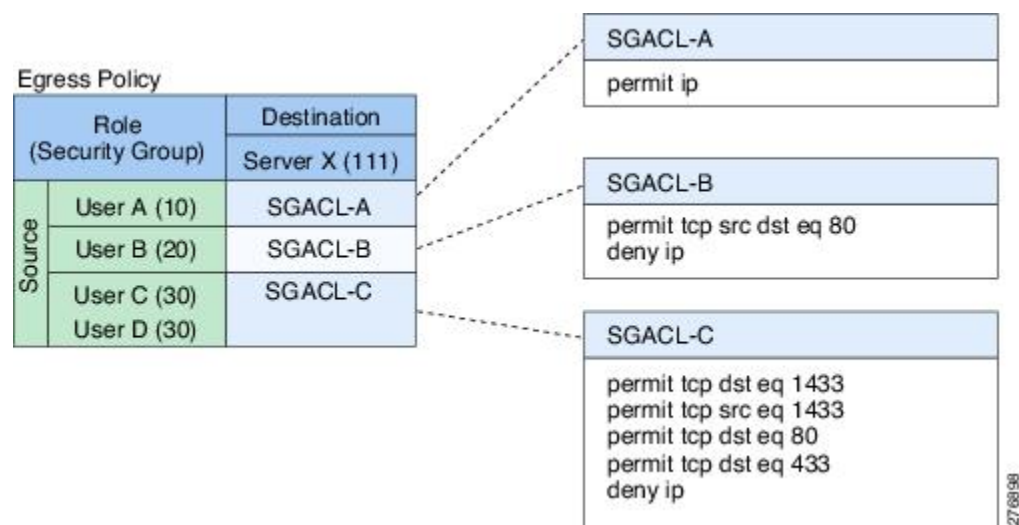 Egress Policy
Role
(Security Group)
Destination
Server X (111)
Source
User A (10)
SGACL-A
User B (20)
SGACL-B
User C (30)
User D (30)
SGACL-C
SGACL-A
permit ip
SGACL-B
permit tcp src dst eq 80
deny ip
SGACL-C
permit tcp dst eq 1433
permit tcp src eq 1433
permit tcp dst eq 80
permit tcp dst eq 433
deny ip
276898